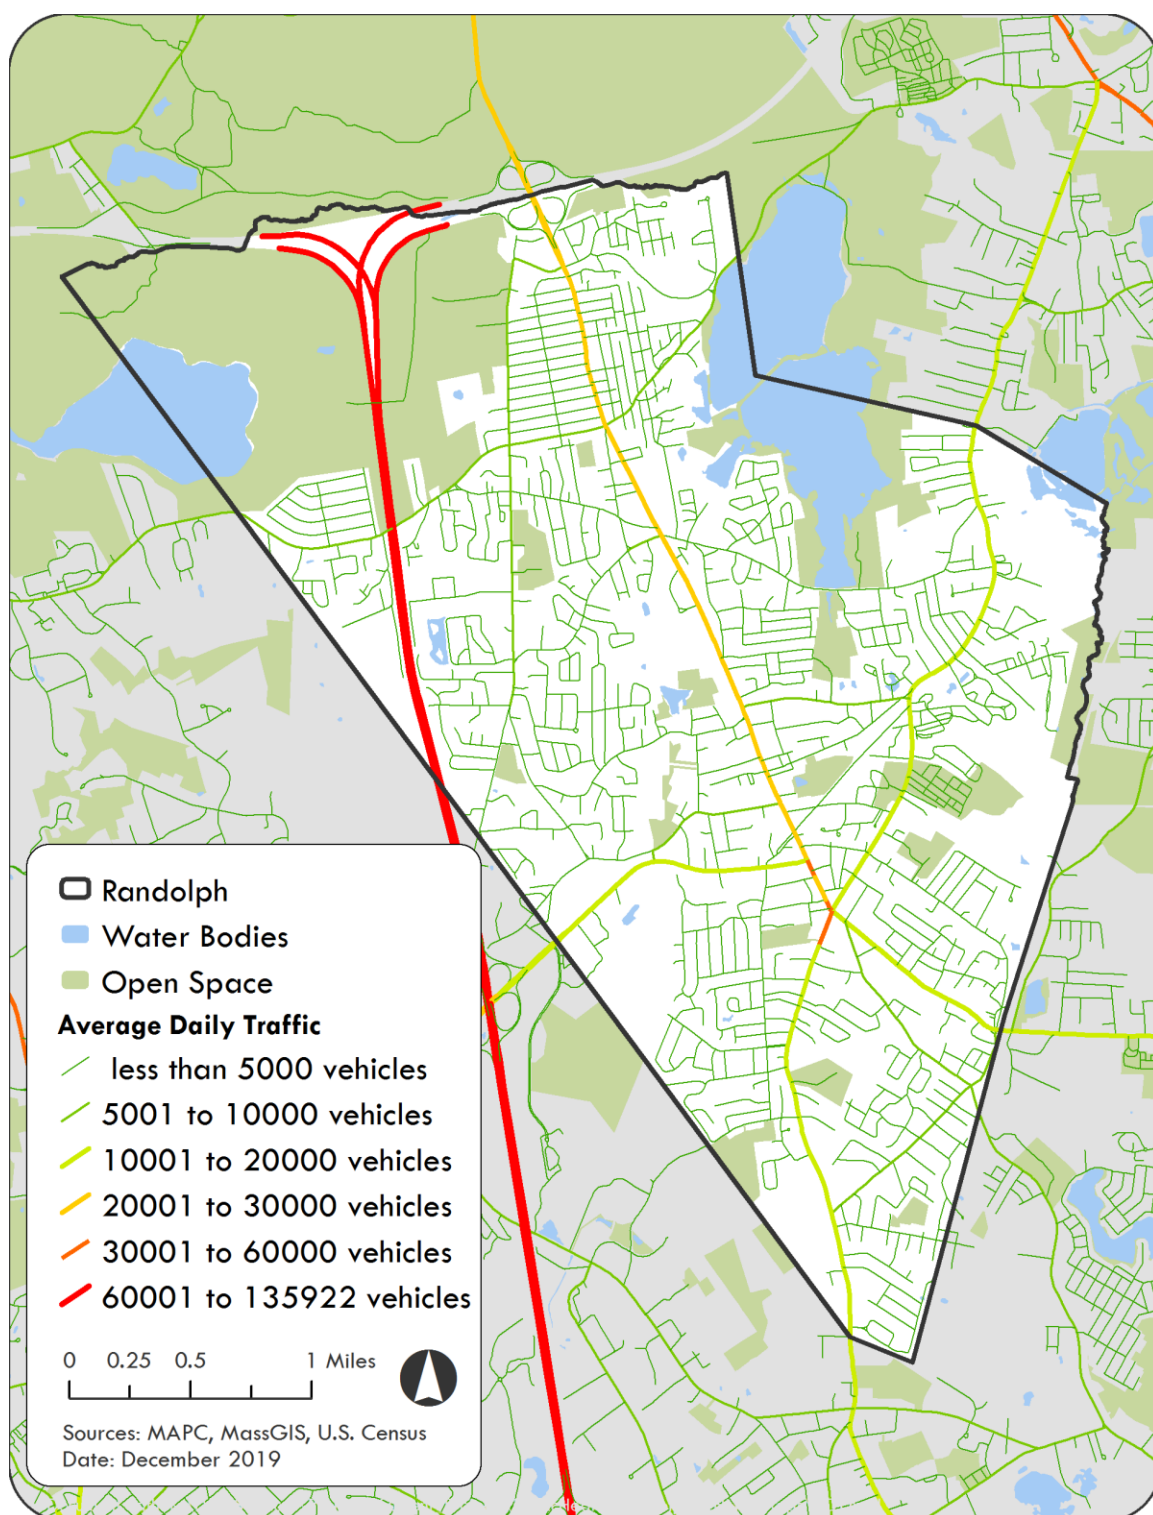 Randolph
Water Bodies
Open Space
Average Daily Traffic
less than 5000 vehicles
5001 to 10000 vehicles
10001 to 20000 vehicles
20001 to 30000 vehicles
30001 to 60000 vehicles
60001 to 135922 vehicles
0 0.25 0.5 1 Miles
Sources: MAPC, MassGIS, U.S. Census
Date: December 2019